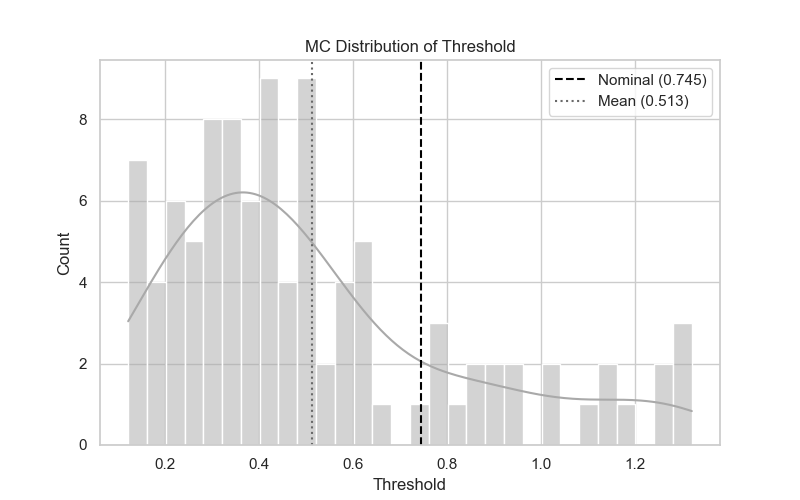 MC Distribution of Threshold
Nominal (0.745)
Mean (0.513)
8
6
4
2
0
Count
0.2 0.4 0.6 0.8 1.0 1.2
Threshold